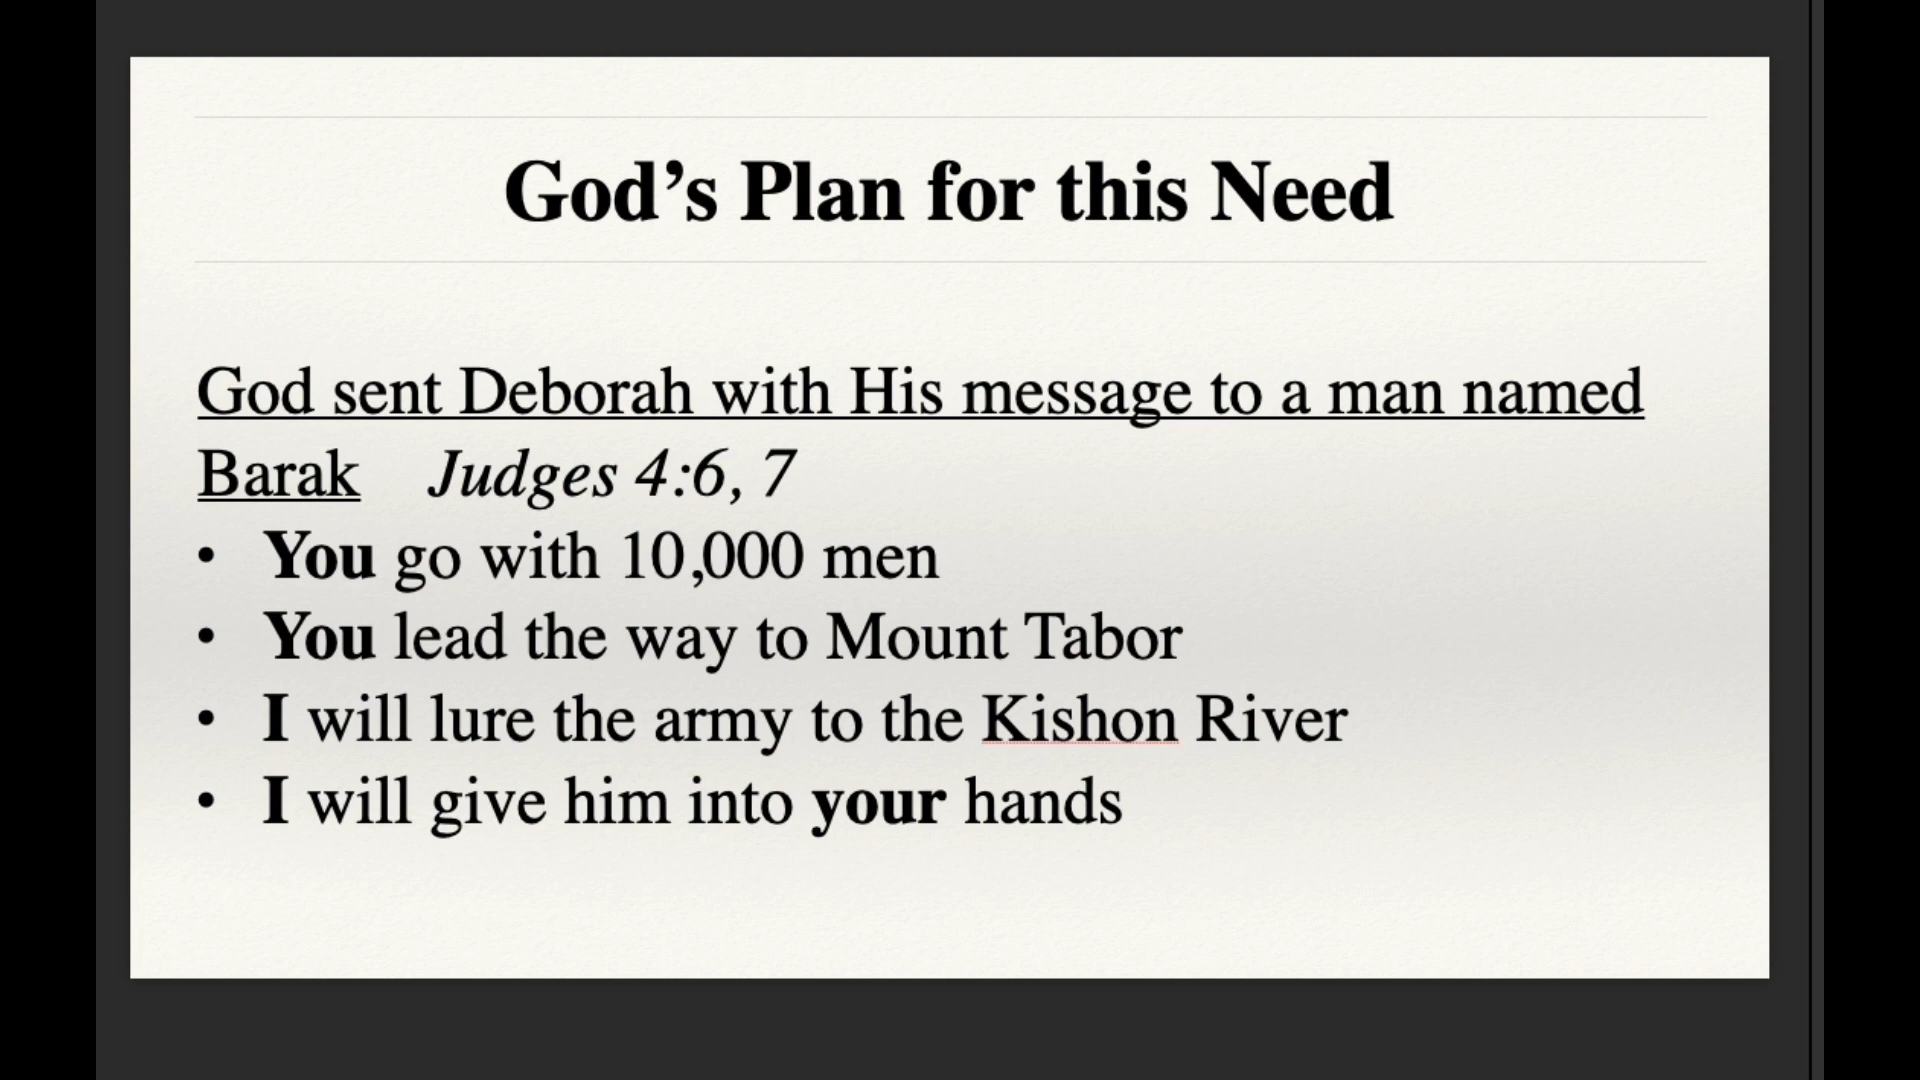 God’s Plan for this Need
God sent Deborah with His message to a man named
Barak Judges 4:6, 7
• You go with 10,000 men
• You lead the way to Mount Tabor
• I will lure the army to the Kishon River
• I will give him into your hands